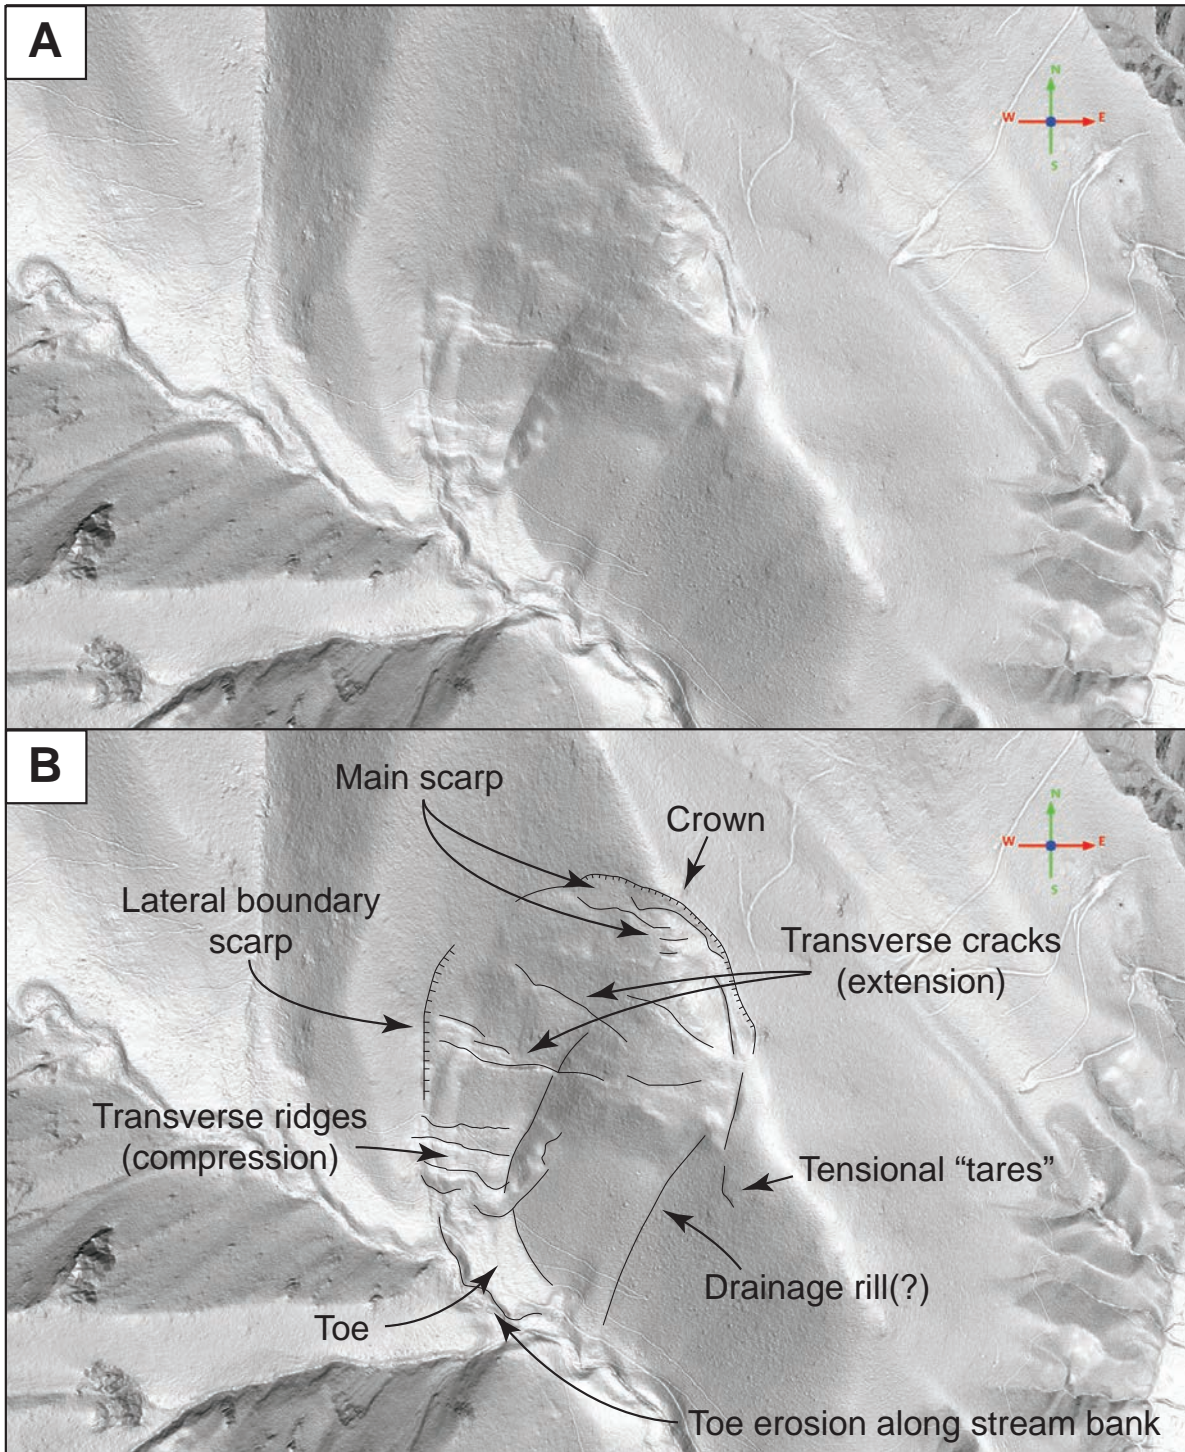 A
N
W E
S
B
Main scarp
Crown
N
W E
S
Lateral boundary
scarp
Transverse cracks
(extension)
Transverse ridges
(compression)
Tensional “tares”
Drainage rill(?)
Toe
Toe erosion along stream bank